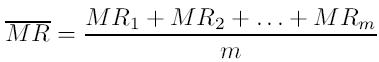 $\overline{MR} = \frac{MR_1 + MR_2 + \ldots + MR_m}{m}$